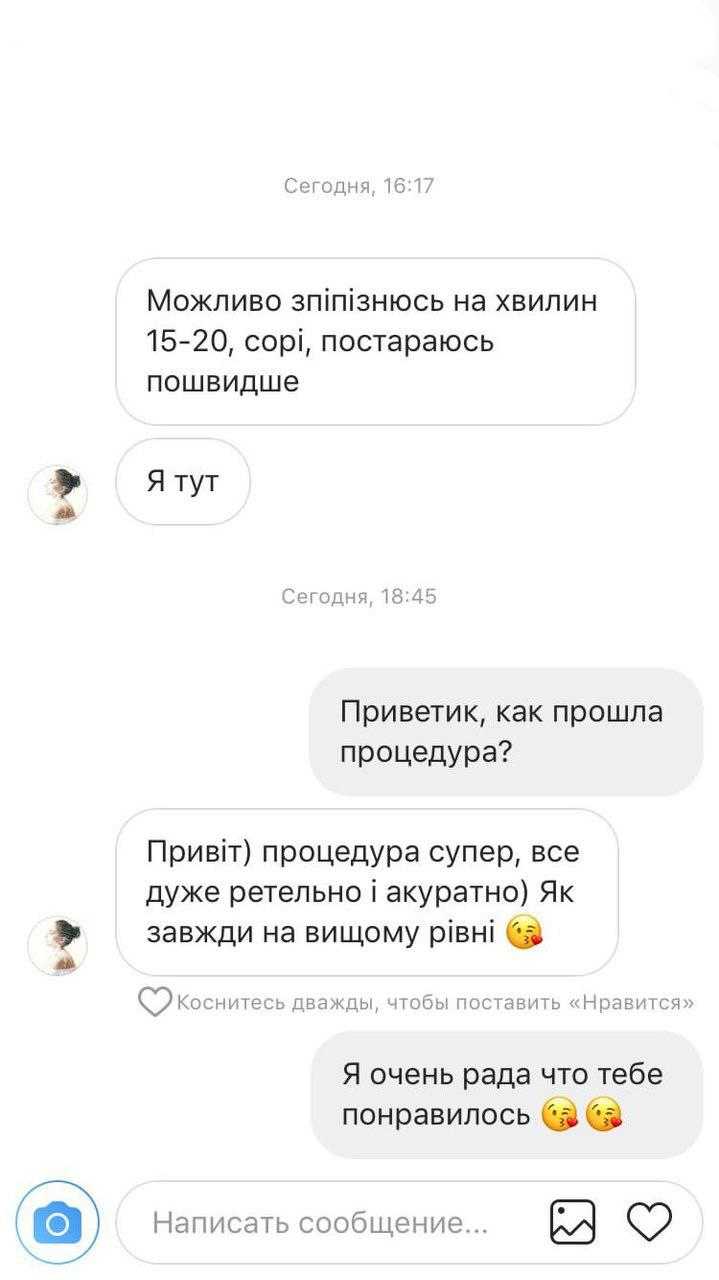 Сегодня, 16:17
Можливо зпіпізнюсь на хвилин
15-20, сорі, постараюсь
пошвидше
Я тут
Сегодня, 18:45
Приветик, как прошла
процедура?
Привіт) процедура супер, все
дуже ретельно і акуратно) Як
завжди на вищому рівні 😘
Коснитесь дважды, чтобы поставить «Нравится»
Я очень рада что тебе
понравилось 😘😘
Написать сообщение...